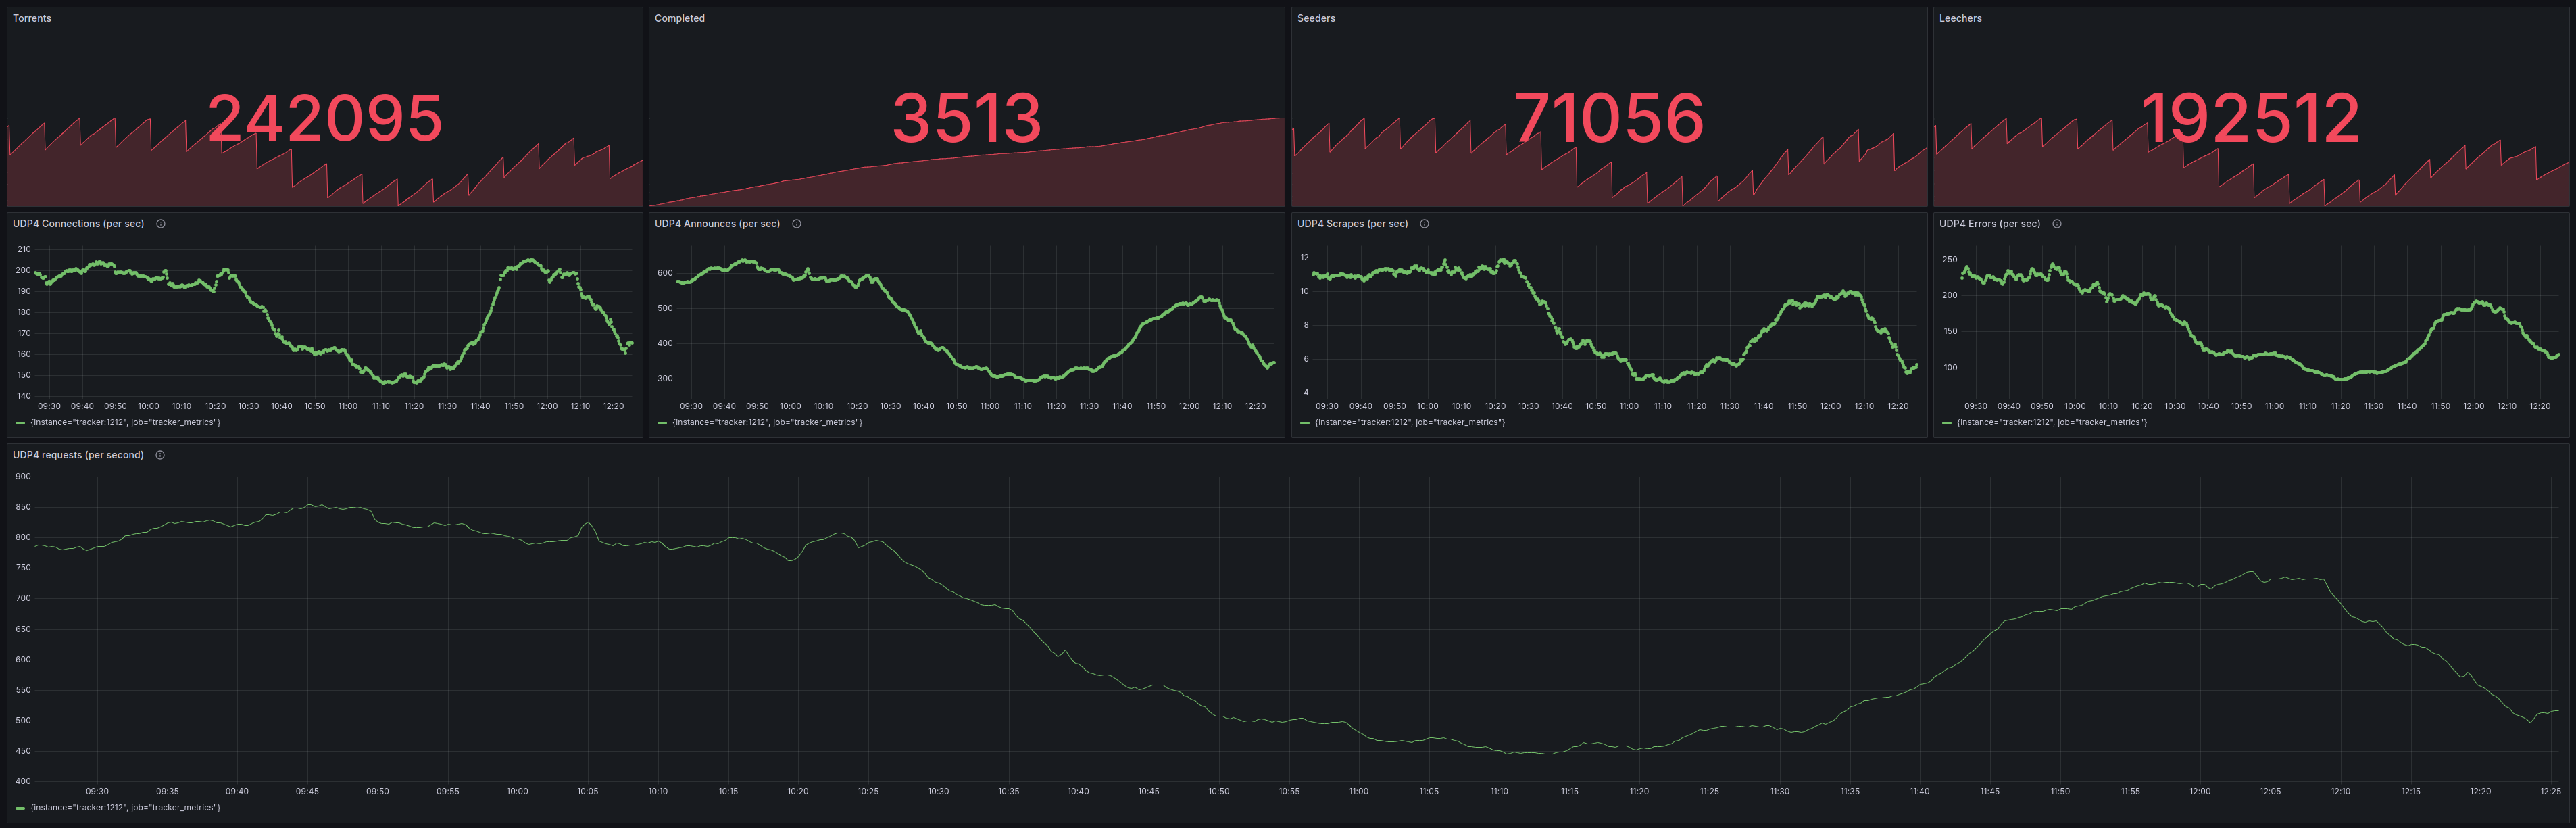 Torrents
242095
Completed
3513
Seeders
71056
Leechers
192512
UDP4 Connections (per sec)
210
200
190
180
170
160
150
140
09:30 09:40 09:50 10:00 10:10 10:20 10:30 10:40 10:50 11:00 11:10 11:20 11:30 11:40 11:50 12:00 12:10 12:20
{instance="tracker:1212", job="tracker_metrics"}
UDP4 Announces (per sec)
600
500
400
300
09:30 09:40 09:50 10:00 10:10 10:20 10:30 10:40 10:50 11:00 11:10 11:20 11:30 11:40 11:50 12:00 12:10 12:20
{instance="tracker:1212", job="tracker_metrics"}
UDP4 Scrapes (per sec)
12
10
8
6
4
09:30 09:40 09:50 10:00 10:10 10:20 10:30 10:40 10:50 11:00 11:10 11:20 11:30 11:40 11:50 12:00 12:10 12:20
{instance="tracker:1212", job="tracker_metrics"}
UDP4 Errors (per sec)
250
200
150
100
09:30 09:40 09:50 10:00 10:10 10:20 10:30 10:40 10:50 11:00 11:10 11:20 11:30 11:40 11:50 12:00 12:10 12:20
{instance="tracker:1212", job="tracker_metrics"}
UDP4 requests (per second)
900
850
800
750
700
650
600
550
500
450
400
09:30 09:35 09:40 09:45 09:50 09:55 10:00 10:05 10:10 10:15 10:20 10:25 10:30 10:35 10:40 10:45 10:50 10:55 11:00 11:05 11:10 11:15 11:20 11:25 11:30 11:35 11:40 11:45 11:50 11:55 12:00 12:05 12:10 12:15 12:20 12:25
{instance="tracker:1212", job="tracker_metrics"}